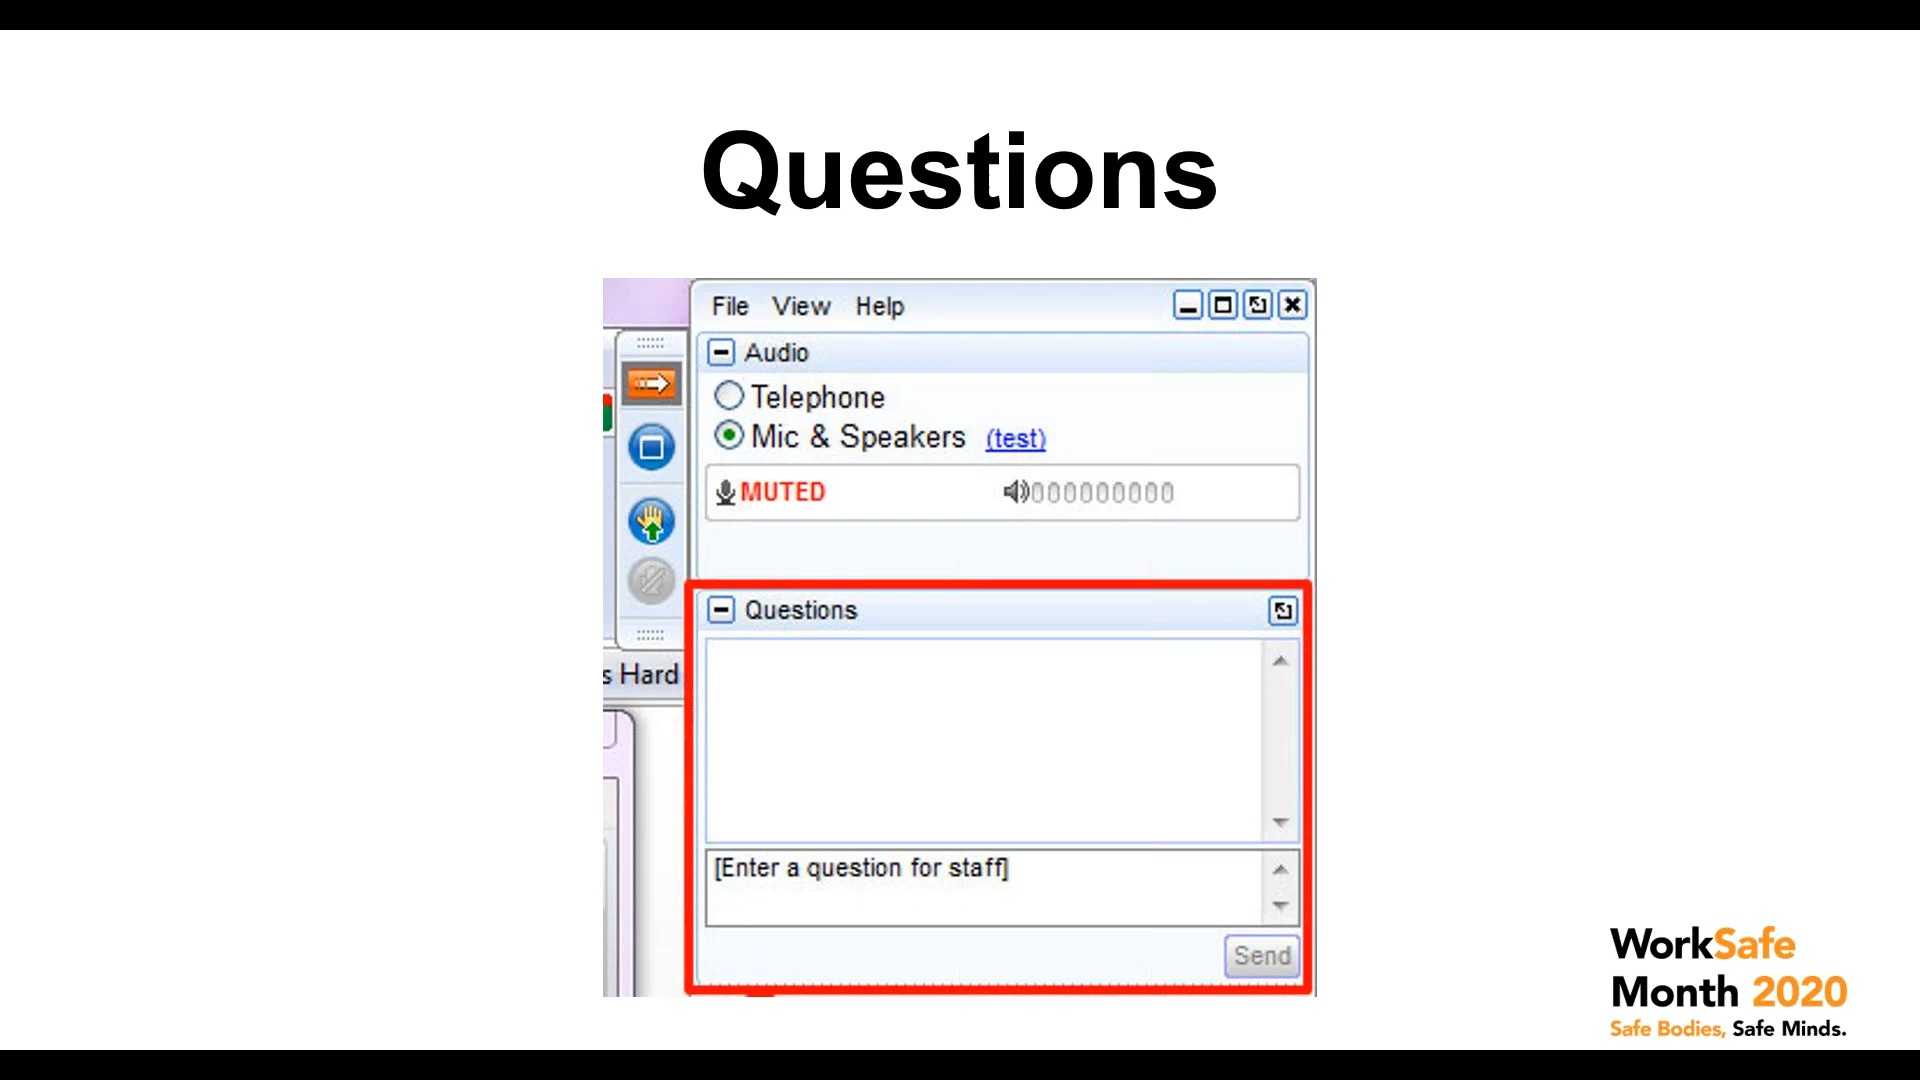 Questions
File View Help
Audio
Telephone
Mic & Speakers (test)
MUTED
Questions
s Hard
[Enter a question for staff]
Send
WorkSafe
Month 2020
Safe Bodies, Safe Minds.